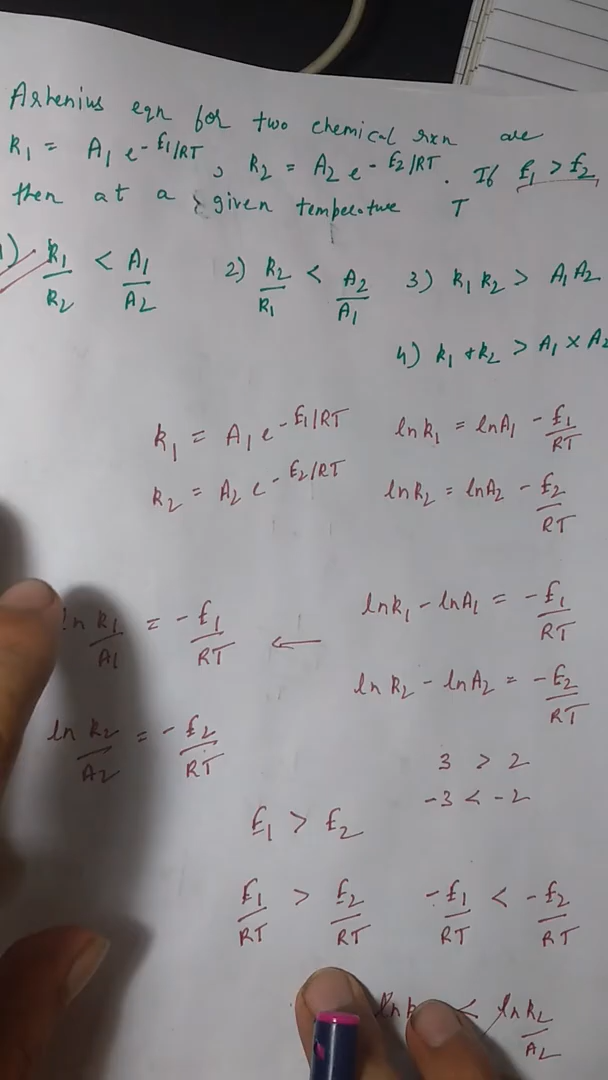 Arhenius eqn for two chemical rxn are
k₁ = A₁ e^-E₁/RT , k₂ = A₂ e^-E₂/RT. If E₁ > E₂
then at a given temperature T
1) k₁/k₂ < A₁/A₂ 2) k₂/k₁ < A₂/A₁ 3) k₁ k₂ > A₁ A₂
4) k₁ + k₂ > A₁ × A₂
k₁ = A₁ e^-E₁/RT ln k₁ = ln A₁ - E₁/RT
k₂ = A₂ e^-E₂/RT ln k₂ = ln A₂ - E₂/RT
ln k₁ - ln A₁ = -E₁/RT
ln k₁/A₁ = -E₁/RT ←
ln k₂ - ln A₂ = -E₂/RT
ln k₂/A₂ = -E₂/RT
3 > 2
-3 < -2
E₁ > E₂
E₁/RT > E₂/RT -E₁/RT < -E₂/RT
ln k < ln k₂/A₂